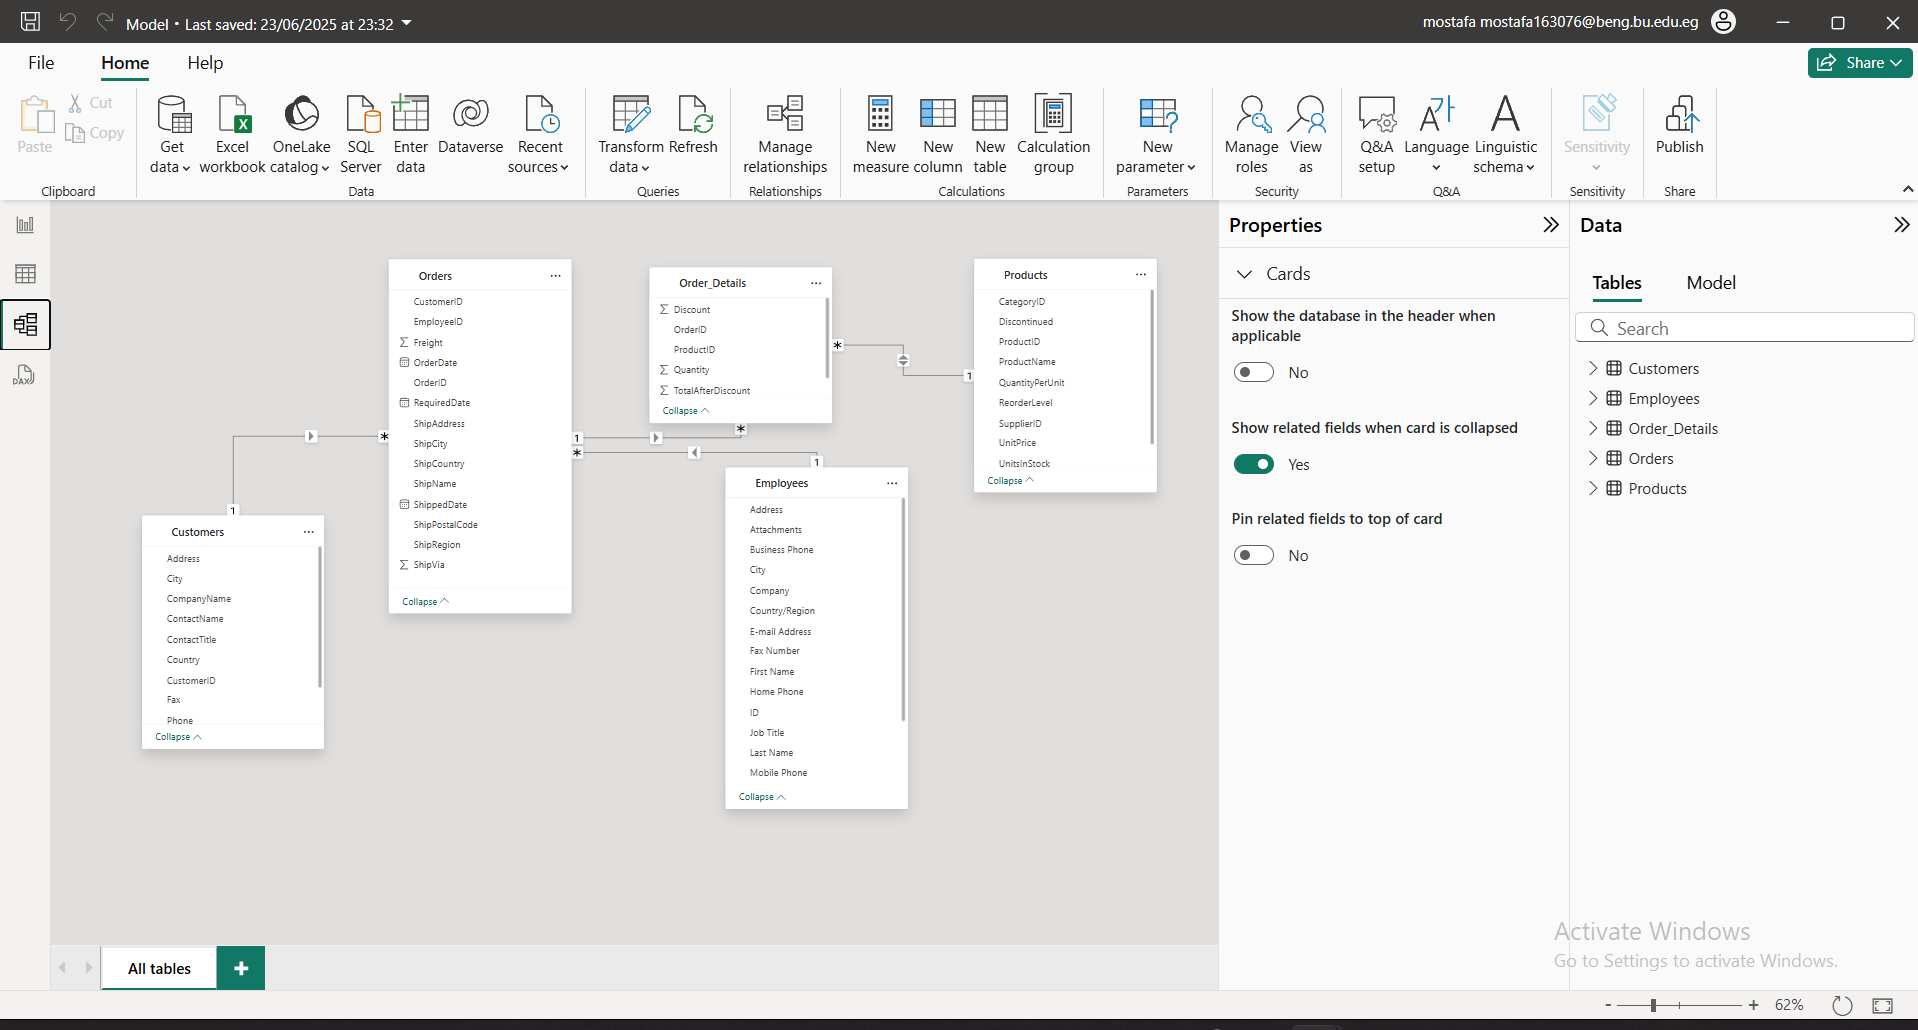 Model • Last saved: 23/06/2025 at 23:32
mostafa mostafa163076@beng.bu.edu.eg
File
Home
Help
Share
Paste
Cut
Copy
Clipboard
Get data
Excel workbook
OneLake catalog
SQL Server
Enter data
Dataverse
Recent sources
Data
Transform data
Refresh
Queries
Manage relationships
Relationships
New measure
New column
New table
Calculation group
Calculations
New parameter
Parameters
Manage roles
View as
Security
Q&A setup
Language
Linguistic schema
Q&A
Sensitivity
Sensitivity
Publish
Share
DAX
Orders
CustomerID
EmployeeID
Freight
OrderDate
OrderID
RequiredDate
ShipAddress
ShipCity
ShipCountry
ShipName
ShippedDate
ShipPostalCode
ShipRegion
ShipVia
Collapse
Order_Details
Discount
OrderID
ProductID
Quantity
TotalAfterDiscount
Collapse
Products
CategoryID
Discontinued
ProductID
ProductName
QuantityPerUnit
ReorderLevel
SupplierID
UnitPrice
UnitsInStock
Collapse
Customers
Address
City
CompanyName
ContactName
ContactTitle
Country
CustomerID
Fax
Phone
Collapse
Employees
Address
Attachments
Business Phone
City
Company
Country/Region
E-mail Address
Fax Number
First Name
Home Phone
ID
Job Title
Last Name
Mobile Phone
Collapse
* 1
1 *
1 *
* 1
Properties
Cards
Show the database in the header when
applicable
No
Show related fields when card is collapsed
Yes
Pin related fields to top of card
No
Data
Tables
Model
Search
Customers
Employees
Order_Details
Orders
Products
Activate Windows
Go to Settings to activate Windows.
All tables
+
- + 62%